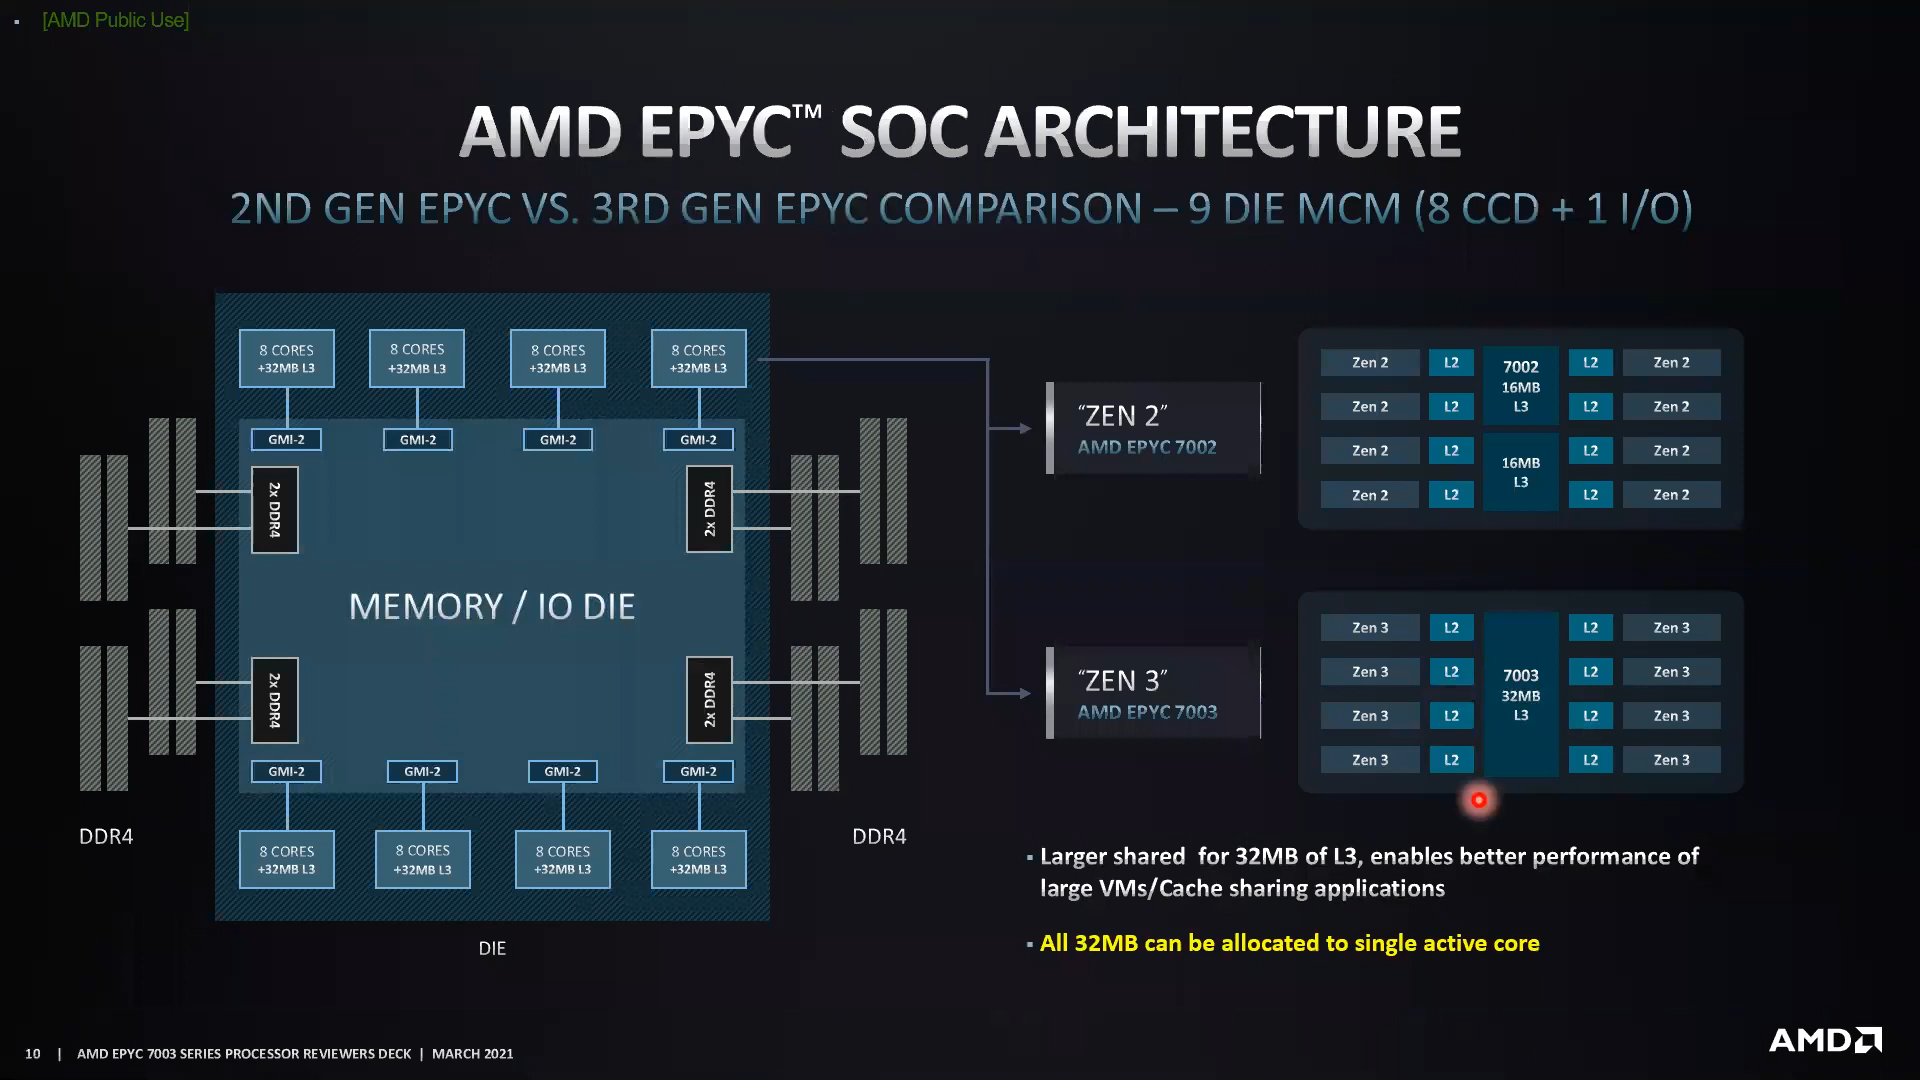 [AMD Public Use]
AMD EPYC™ SOC ARCHITECTURE
2ND GEN EPYC VS. 3RD GEN EPYC COMPARISON – 9 DIE MCM (8 CCD + 1 I/O)
8 CORES
+32MB L3
8 CORES
+32MB L3
8 CORES
+32MB L3
8 CORES
+32MB L3
GMI-2
GMI-2
GMI-2
GMI-2
2x DDR4
2x DDR4
MEMORY / IO DIE
2x DDR4
2x DDR4
GMI-2
GMI-2
GMI-2
GMI-2
8 CORES
+32MB L3
8 CORES
+32MB L3
8 CORES
+32MB L3
8 CORES
+32MB L3
DDR4
DDR4
DIE
“ZEN 2”
AMD EPYC 7002
Zen 2 L2 L2 Zen 2
Zen 2 L2 L2 Zen 2
Zen 2 L2 L2 Zen 2
Zen 2 L2 L2 Zen 2
7002
16MB
L3
16MB
L3
“ZEN 3”
AMD EPYC 7003
Zen 3 L2 L2 Zen 3
Zen 3 L2 L2 Zen 3
Zen 3 L2 L2 Zen 3
Zen 3 L2 L2 Zen 3
7003
32MB
L3
▪ Larger shared for 32MB of L3, enables better performance of
large VMs/Cache sharing applications
▪ All 32MB can be allocated to single active core
10 | AMD EPYC 7003 SERIES PROCESSOR REVIEWERS DECK | MARCH 2021
AMD